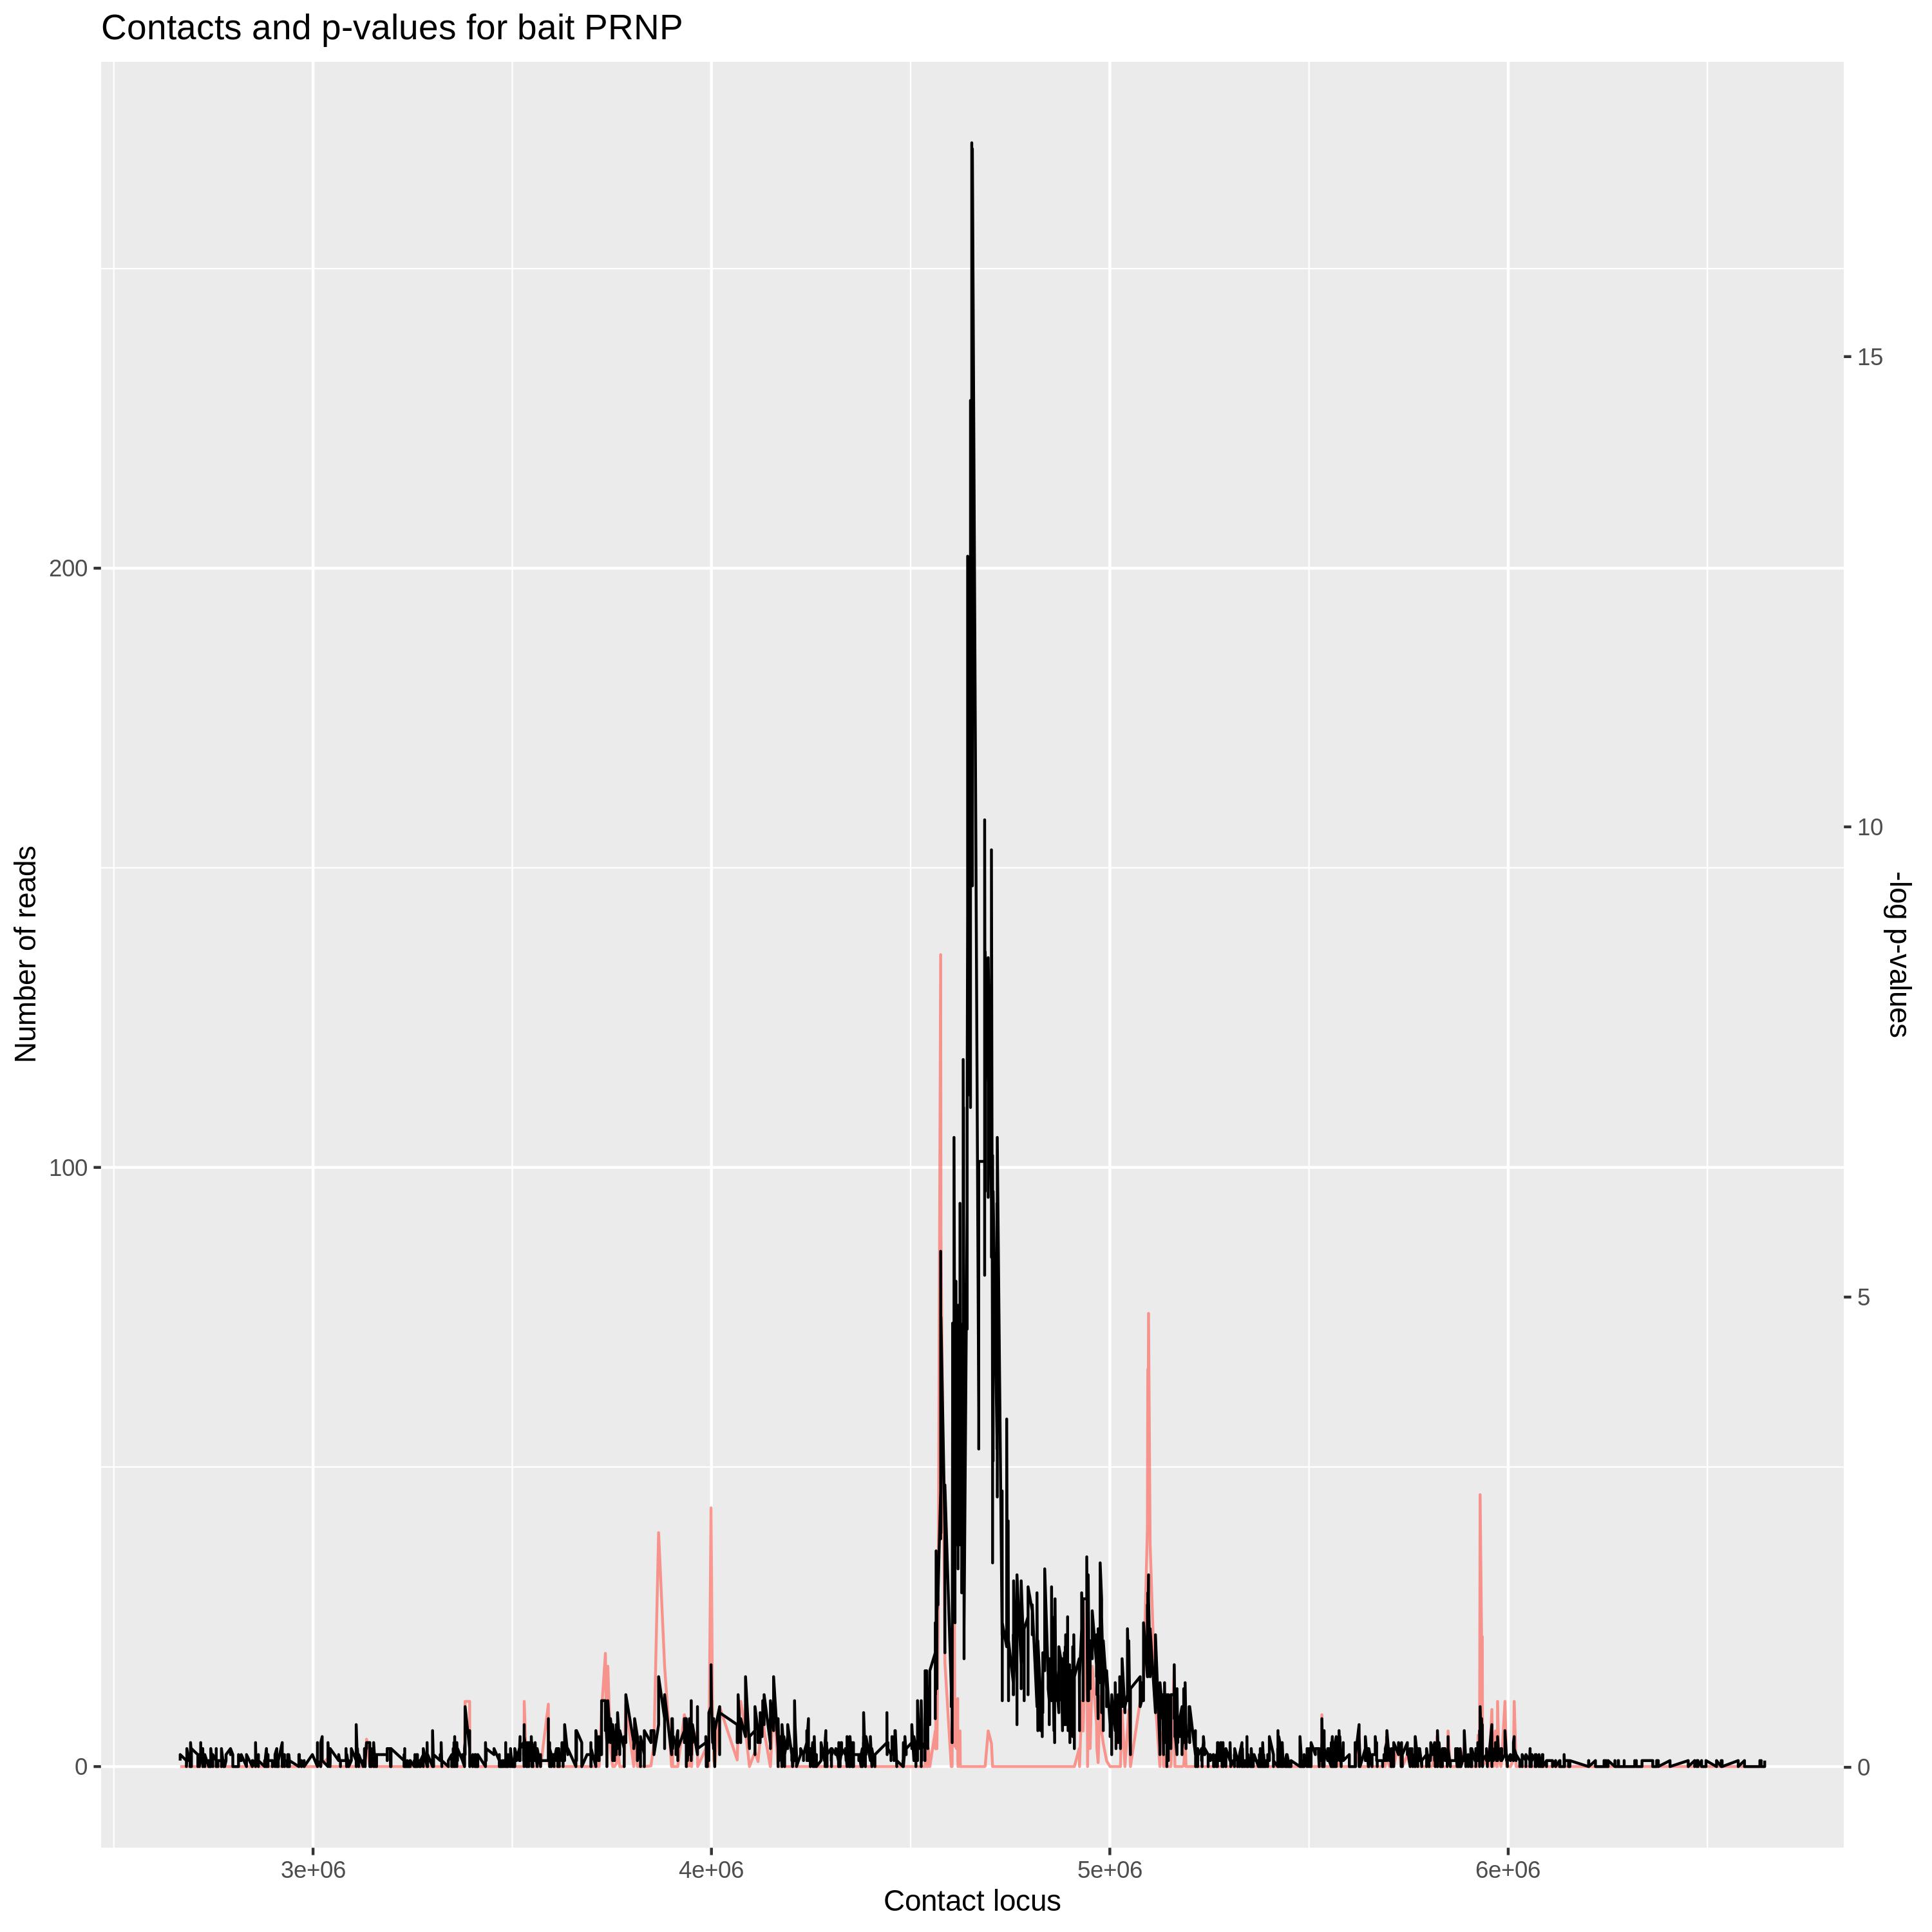 Contacts and p-values for bait PRNP
Number of reads
200
100
0
15
10
5
0
-log p-values
3e+06
4e+06
5e+06
6e+06
Contact locus